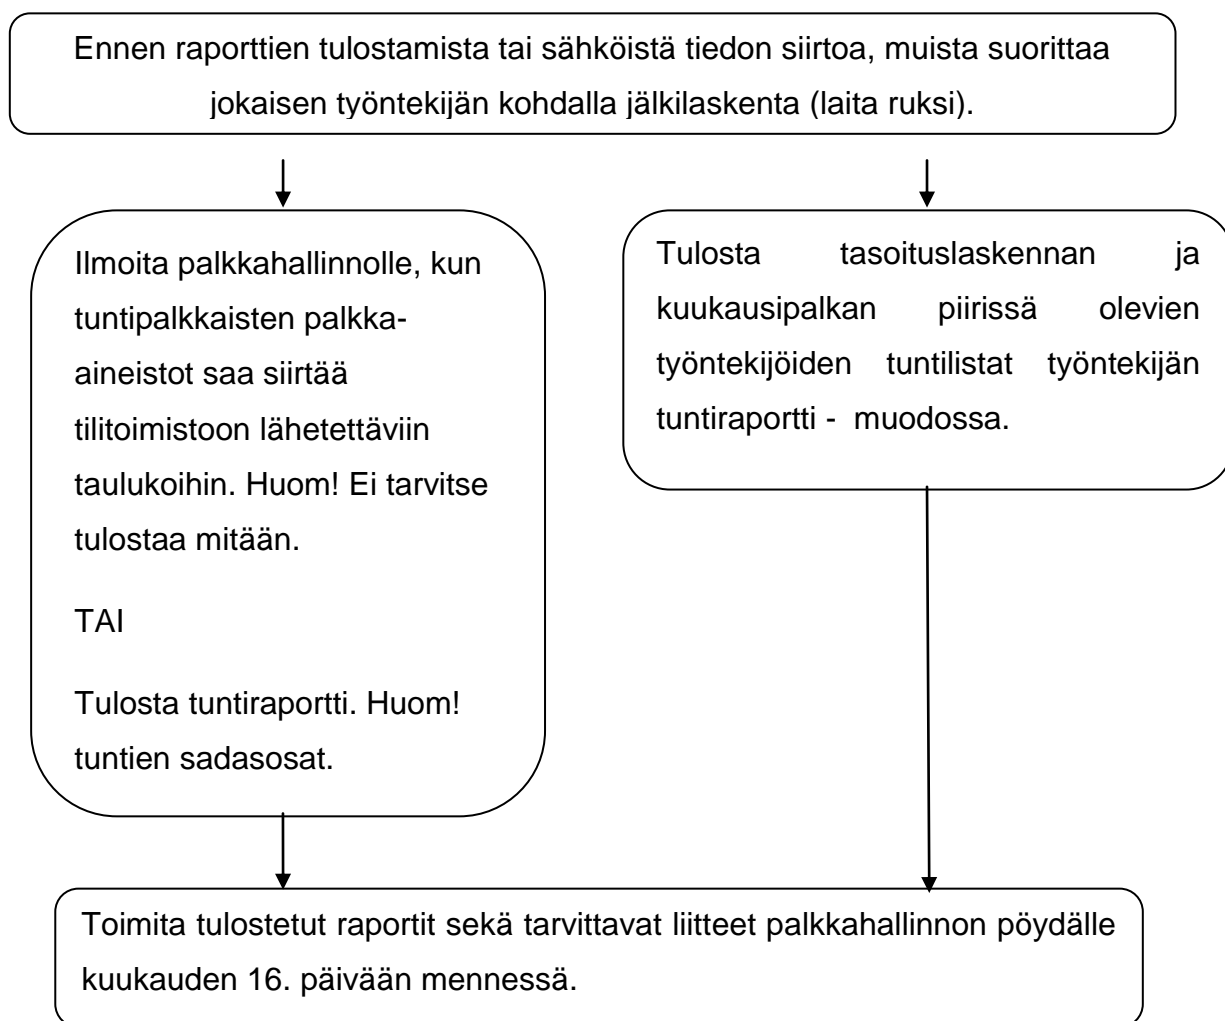 Ennen raporttien tulostamista tai sähköistä tiedon siirtoa, muista suorittaa
jokaisen työntekijän kohdalla jälkilaskenta (laita ruksi).
Ilmoita palkkahallinnolle, kun
tuntipalkkaisten palkka-
aineistot saa siirtää
tilitoimistoon lähetettäviin
taulukoihin. Huom! Ei tarvitse
tulostaa mitään.
TAI
Tulosta tuntiraportti. Huom!
tuntien sadasosat.
Tulosta tasoituslaskennan ja
kuukausipalkan piirissä olevien
työntekijöiden tuntilistat työntekijän
tuntiraportti - muodossa.
Toimita tulostetut raportit sekä tarvittavat liitteet palkkahallinnon pöydälle
kuukauden 16. päivään mennessä.